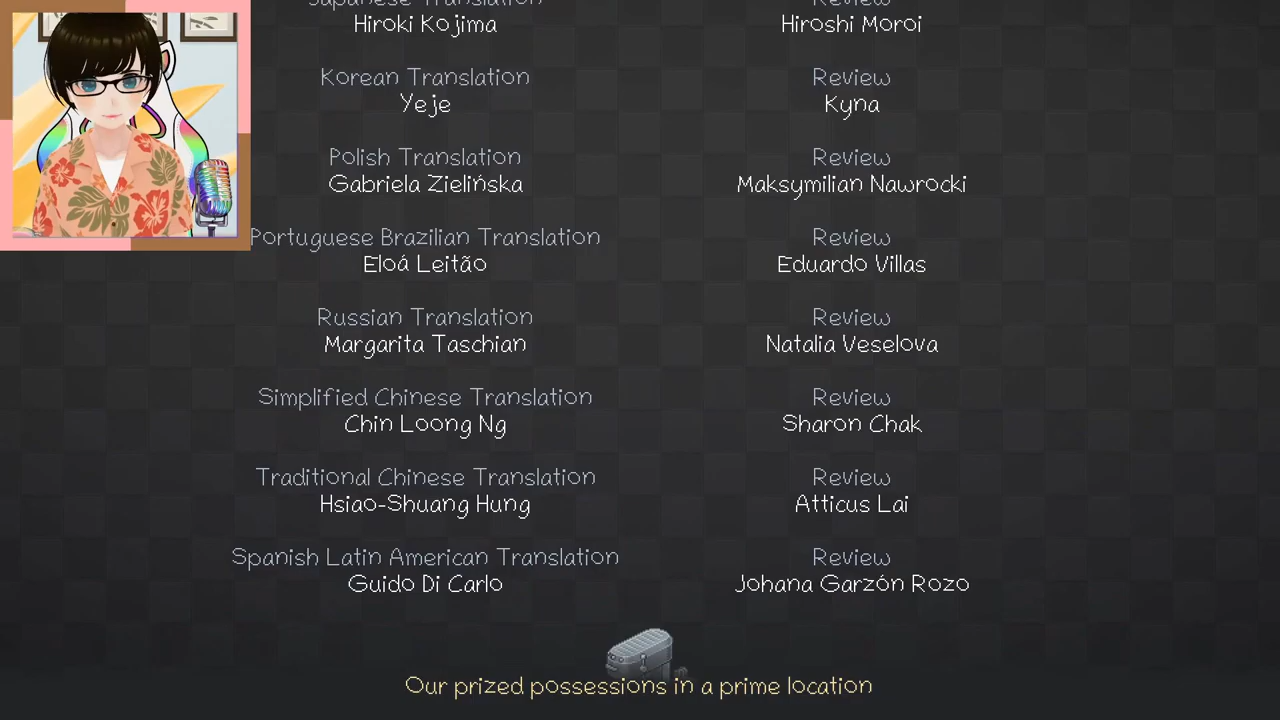 Japanese Translation
Review
Hiroki Kojima
Hiroshi Moroi
Korean Translation
Review
Yeje
Kyna
Polish Translation
Review
Gabriela Zielińska
Maksymilian Nawrocki
Portuguese Brazilian Translation
Review
Eloá Leitão
Eduardo Villas
Russian Translation
Review
Margarita Taschian
Natalia Veselova
Simplified Chinese Translation
Review
Chin Loong Ng
Sharon Chak
Traditional Chinese Translation
Review
Hsiao-Shuang Hung
Atticus Lai
Spanish Latin American Translation
Review
Guido Di Carlo
Johana Garzón Rozo
Our prized possessions in a prime location